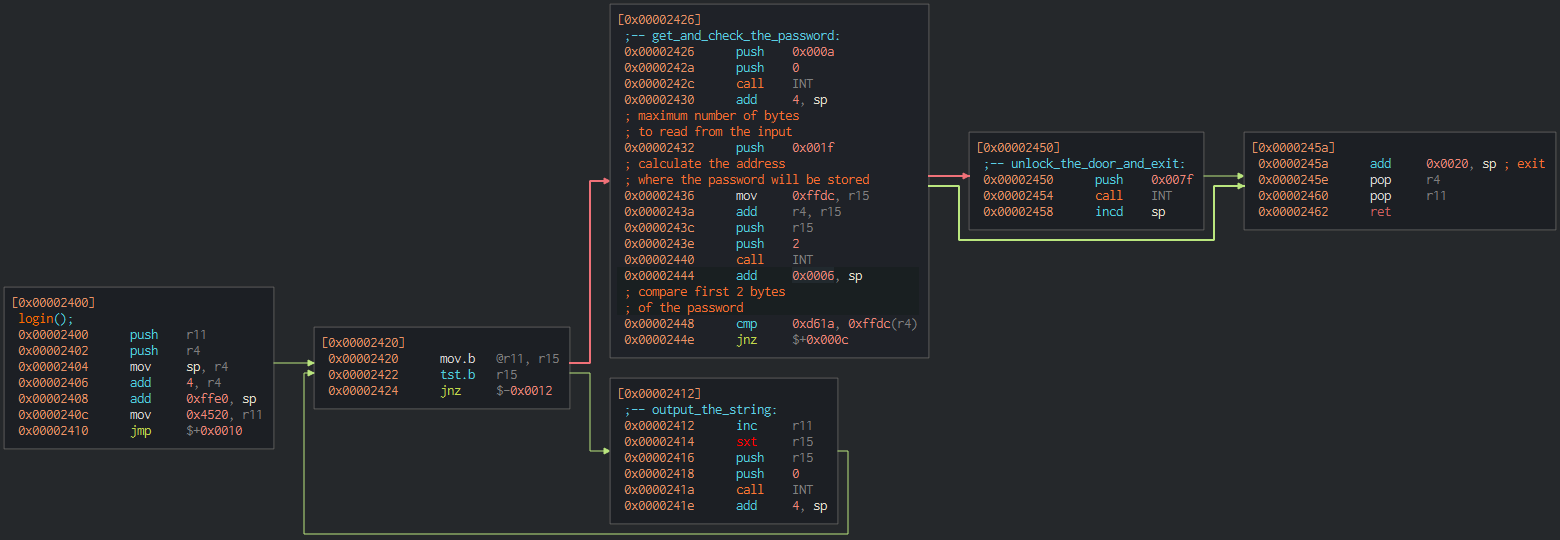 [0x00002400]
login();
0x00002400 push r11
0x00002402 push r4
0x00002404 mov sp, r4
0x00002406 add 4, r4
0x00002408 add 0xffe0, sp
0x0000240c mov 0x4520, r11
0x00002410 jmp $+0x0010
[0x00002420]
0x00002420 mov.b @r11, r15
0x00002422 tst.b r15
0x00002424 jnz $-0x0012
[0x00002426]
;-- get_and_check_the_password:
0x00002426 push 0x000a
0x0000242a push 0
0x0000242c call INT
0x00002430 add 4, sp
; maximum number of bytes
; to read from the input
0x00002432 push 0x001f
; calculate the address
; where the password will be stored
0x00002436 mov 0xffdc, r15
0x0000243a add r4, r15
0x0000243c push r15
0x0000243e push 2
0x00002440 call INT
0x00002444 add 0x0006, sp
; compare first 2 bytes
; of the password
0x00002448 cmp 0xd61a, 0xffdc(r4)
0x0000244e jnz $+0x000c
[0x00002412]
;-- output_the_string:
0x00002412 inc r11
0x00002414 sxt r15
0x00002416 push r15
0x00002418 push 0
0x0000241a call INT
0x0000241e add 4, sp
[0x00002450]
;-- unlock_the_door_and_exit:
0x00002450 push 0x007f
0x00002454 call INT
0x00002458 incd sp
[0x0000245a]
0x0000245a add 0x0020, sp ; exit
0x0000245e pop r4
0x00002460 pop r11
0x00002462 ret